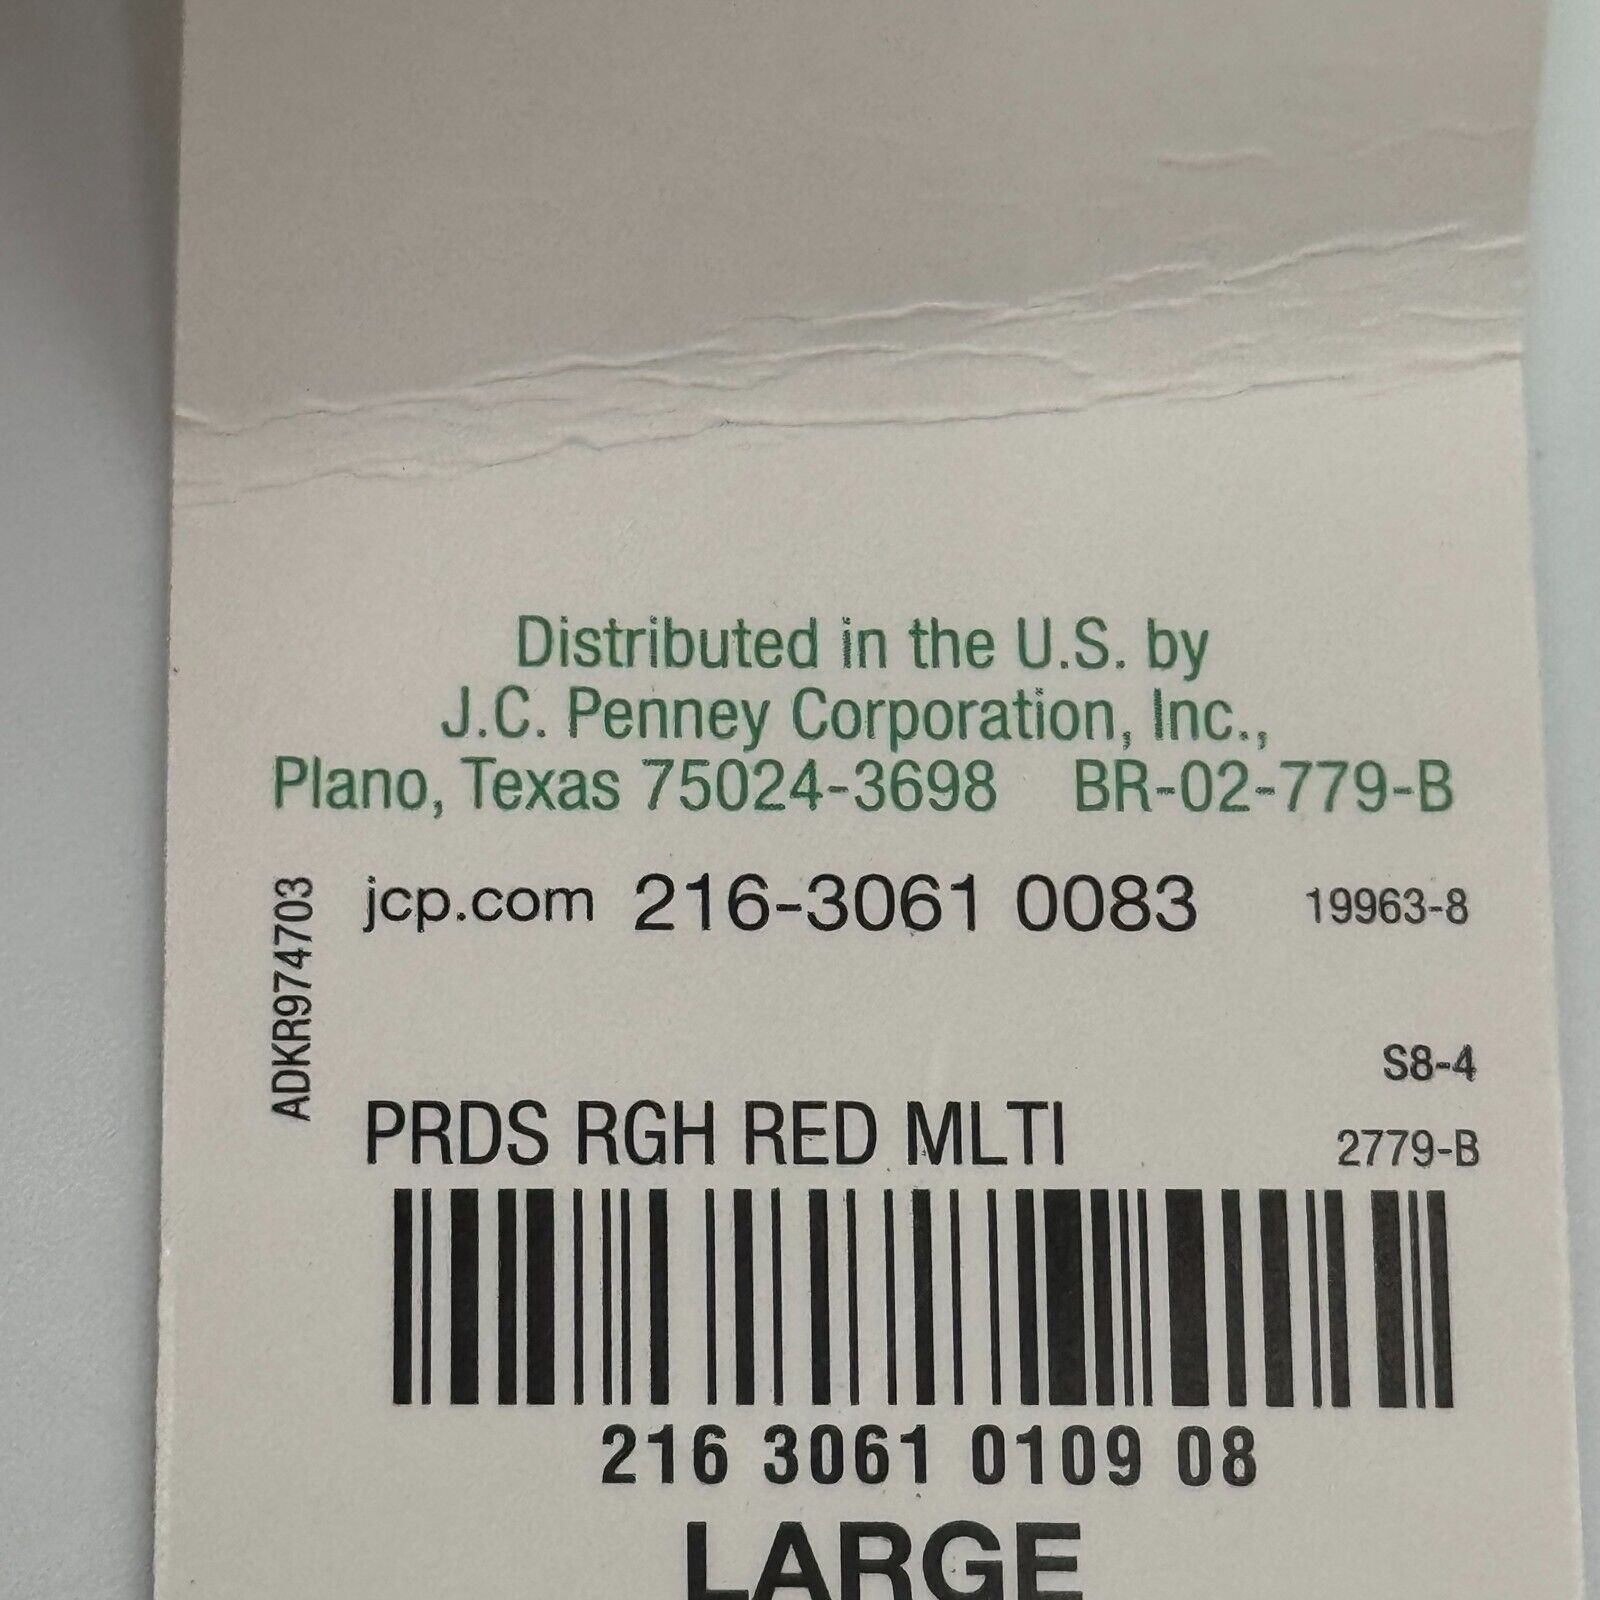 Distributed in the U.S. by
J.C. Penney Corporation, Inc.,
Plano, Texas 75024-3698 BR-02-779-B
jcp.com 216-3061 0083 19963-8
ADKR974703
S8-4
PRDS RGH RED MLTI 2779-B
216 3061 0109 08
LARGE